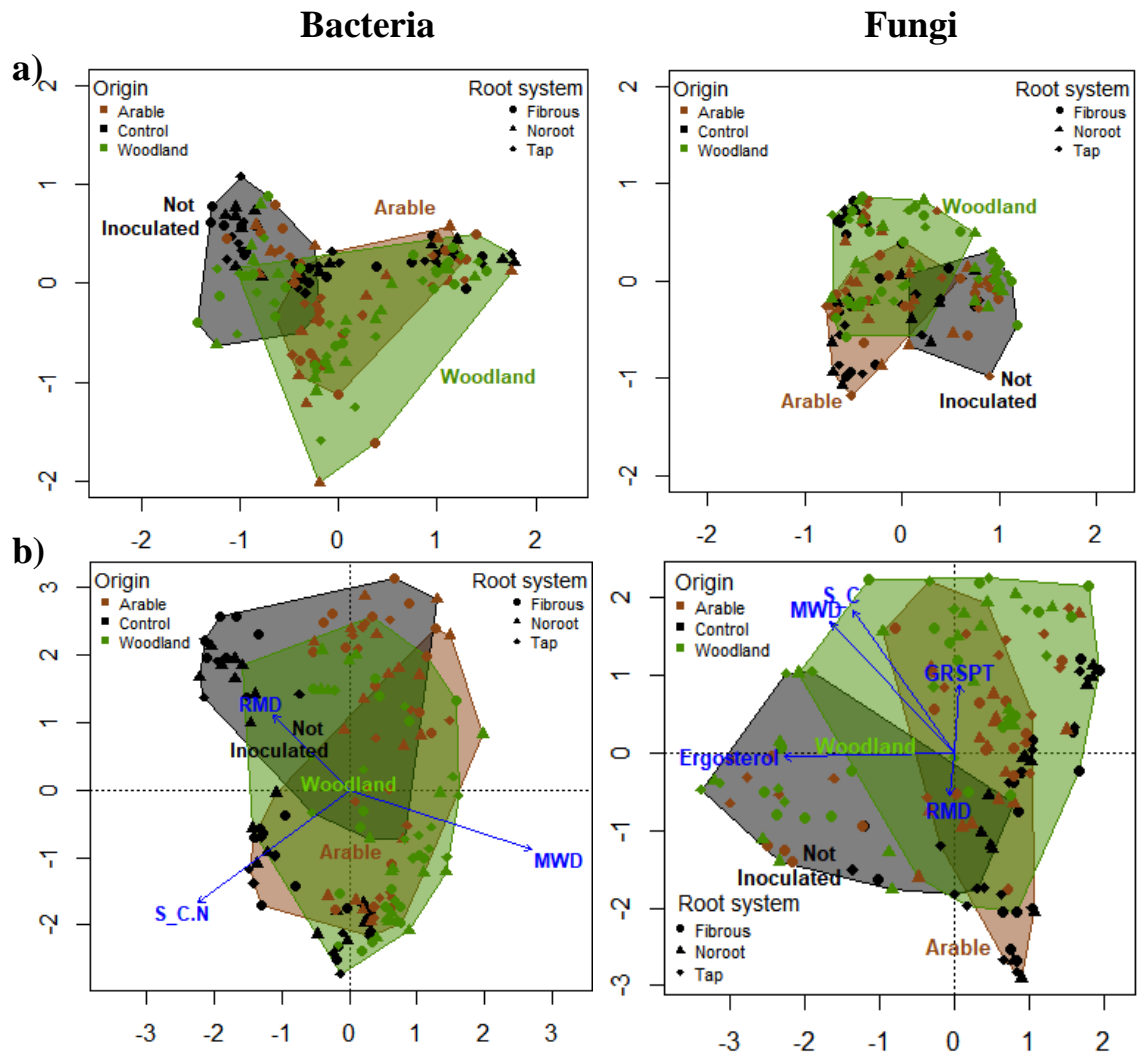 Bacteria
Fungi
a)
Origin
Arable
Control
Woodland
Root system
Fibrous
Noroot
Tap
Not
Inoculated
Arable
Woodland
2
1
0
-1
-2
-2 -1 0 1 2
Origin
Arable
Control
Woodland
Root system
Fibrous
Noroot
Tap
Woodland
Arable
Not
Inoculated
2
1
0
-1
-2
-2 -1 0 1 2
b)
Origin
Arable
Control
Woodland
Root system
Fibrous
Noroot
Tap
RMD
Not
Inoculated
Woodland
Arable
MWD
S_C.N
3
2
1
0
-1
-2
-3 -2 -1 0 1 2 3
Origin
Arable
Control
Woodland
S_C
MWD
GRSPT
Woodland
Ergosterol
RMD
Not
Inoculated
Root system
Fibrous
Noroot
Tap
Arable
2
1
0
-1
-2
-3
-3 -2 -1 0 1 2